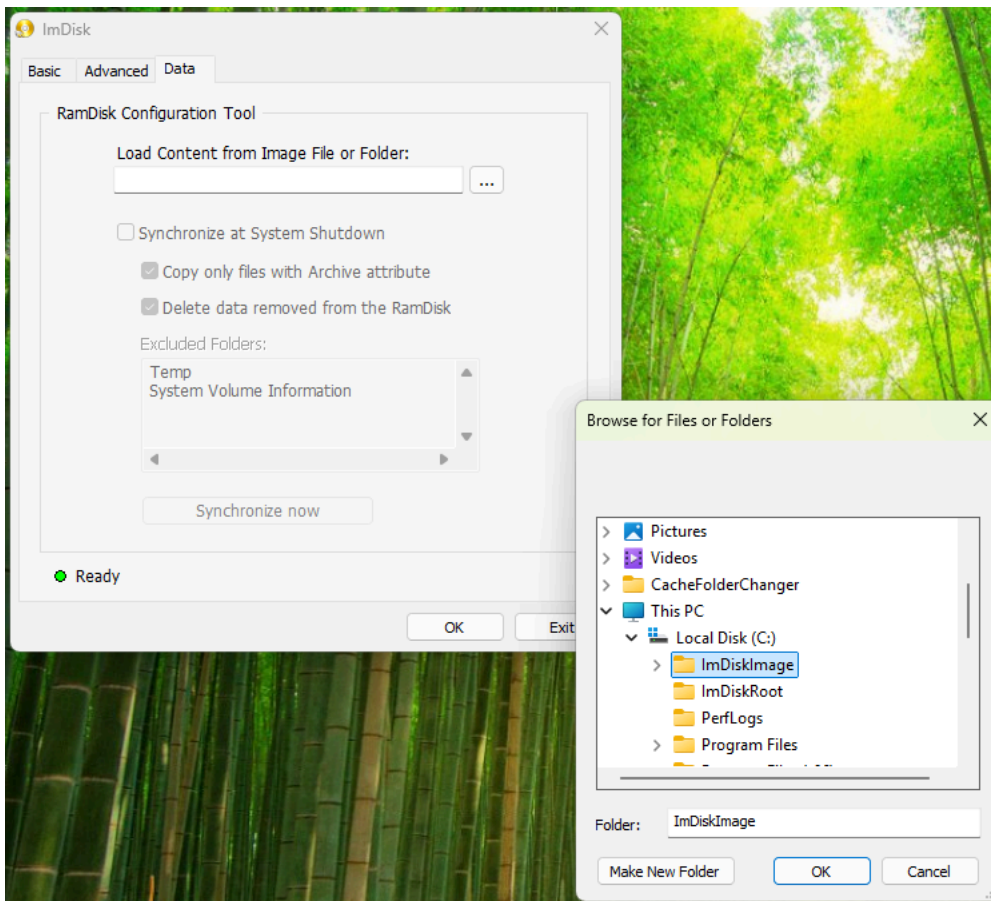 ImDisk
Basic
Advanced
Data
RamDisk Configuration Tool
Load Content from Image File or Folder:
...
Synchronize at System Shutdown
Copy only files with Archive attribute
Delete data removed from the RamDisk
Excluded Folders:
Temp
System Volume Information
Synchronize now
Ready
OK
Exit
Browse for Files or Folders
Pictures
Videos
CacheFolderChanger
This PC
Local Disk (C:)
ImDiskImage
ImDiskRoot
PerfLogs
Program Files
Folder:
ImDiskImage
Make New Folder
OK
Cancel